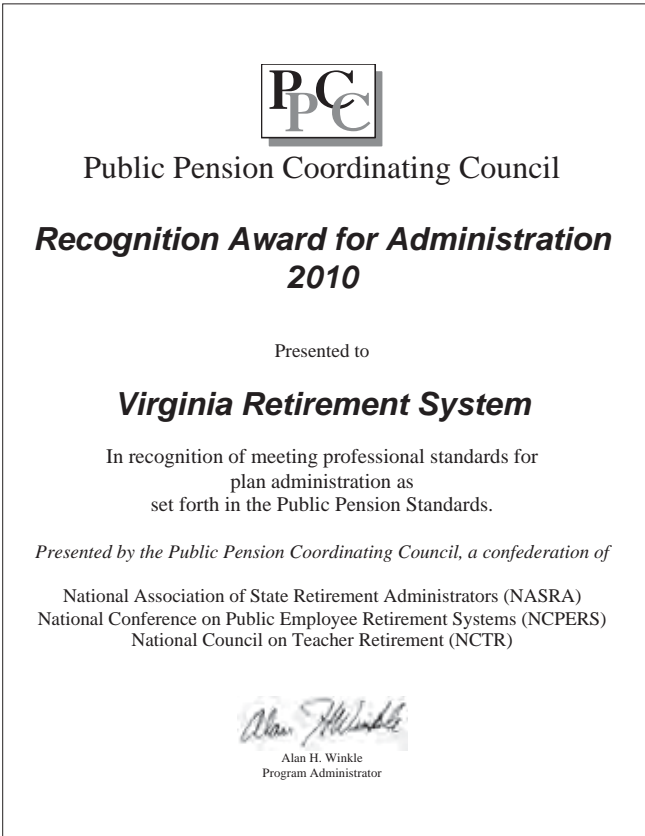 PPCC
Public Pension Coordinating Council
Recognition Award for Administration
2010
Presented to
Virginia Retirement System
In recognition of meeting professional standards for
plan administration as
set forth in the Public Pension Standards.
Presented by the Public Pension Coordinating Council, a confederation of
National Association of State Retirement Administrators (NASRA)
National Conference on Public Employee Retirement Systems (NCPERS)
National Council on Teacher Retirement (NCTR)
Alan H Winkle
Alan H. Winkle
Program Administrator